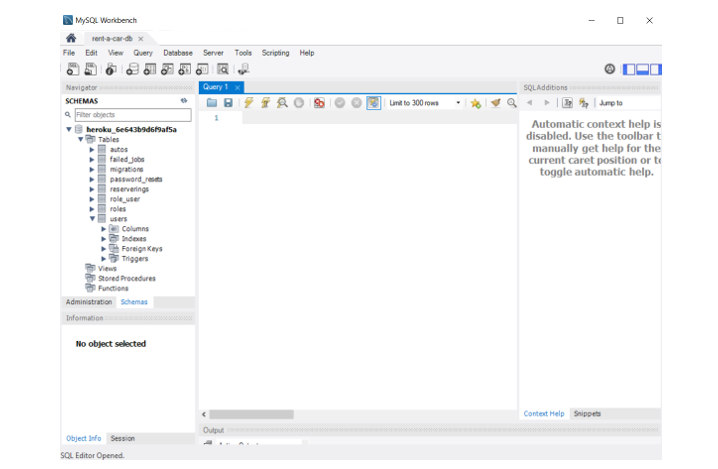 MySQL Workbench
rent-a-car-db
File Edit View Query Database Server Tools Scripting Help
Navigator
SCHEMAS
Filter objects
heroku_6e643b9d6f9af5a
Tables
autos
failed_jobs
migrations
password_resets
reserverings
role_user
roles
users
Columns
Indexes
Foreign Keys
Triggers
Views
Stored Procedures
Functions
Administration Schemas
Information
No object selected
Object Info Session
SQL Editor Opened.
Query 1
Limit to 300 rows
1
Output
SQLAdditions
Jump to
Automatic context help is
disabled. Use the toolbar t
manually get help for the
current caret position or to
toggle automatic help.
Context Help Snippets